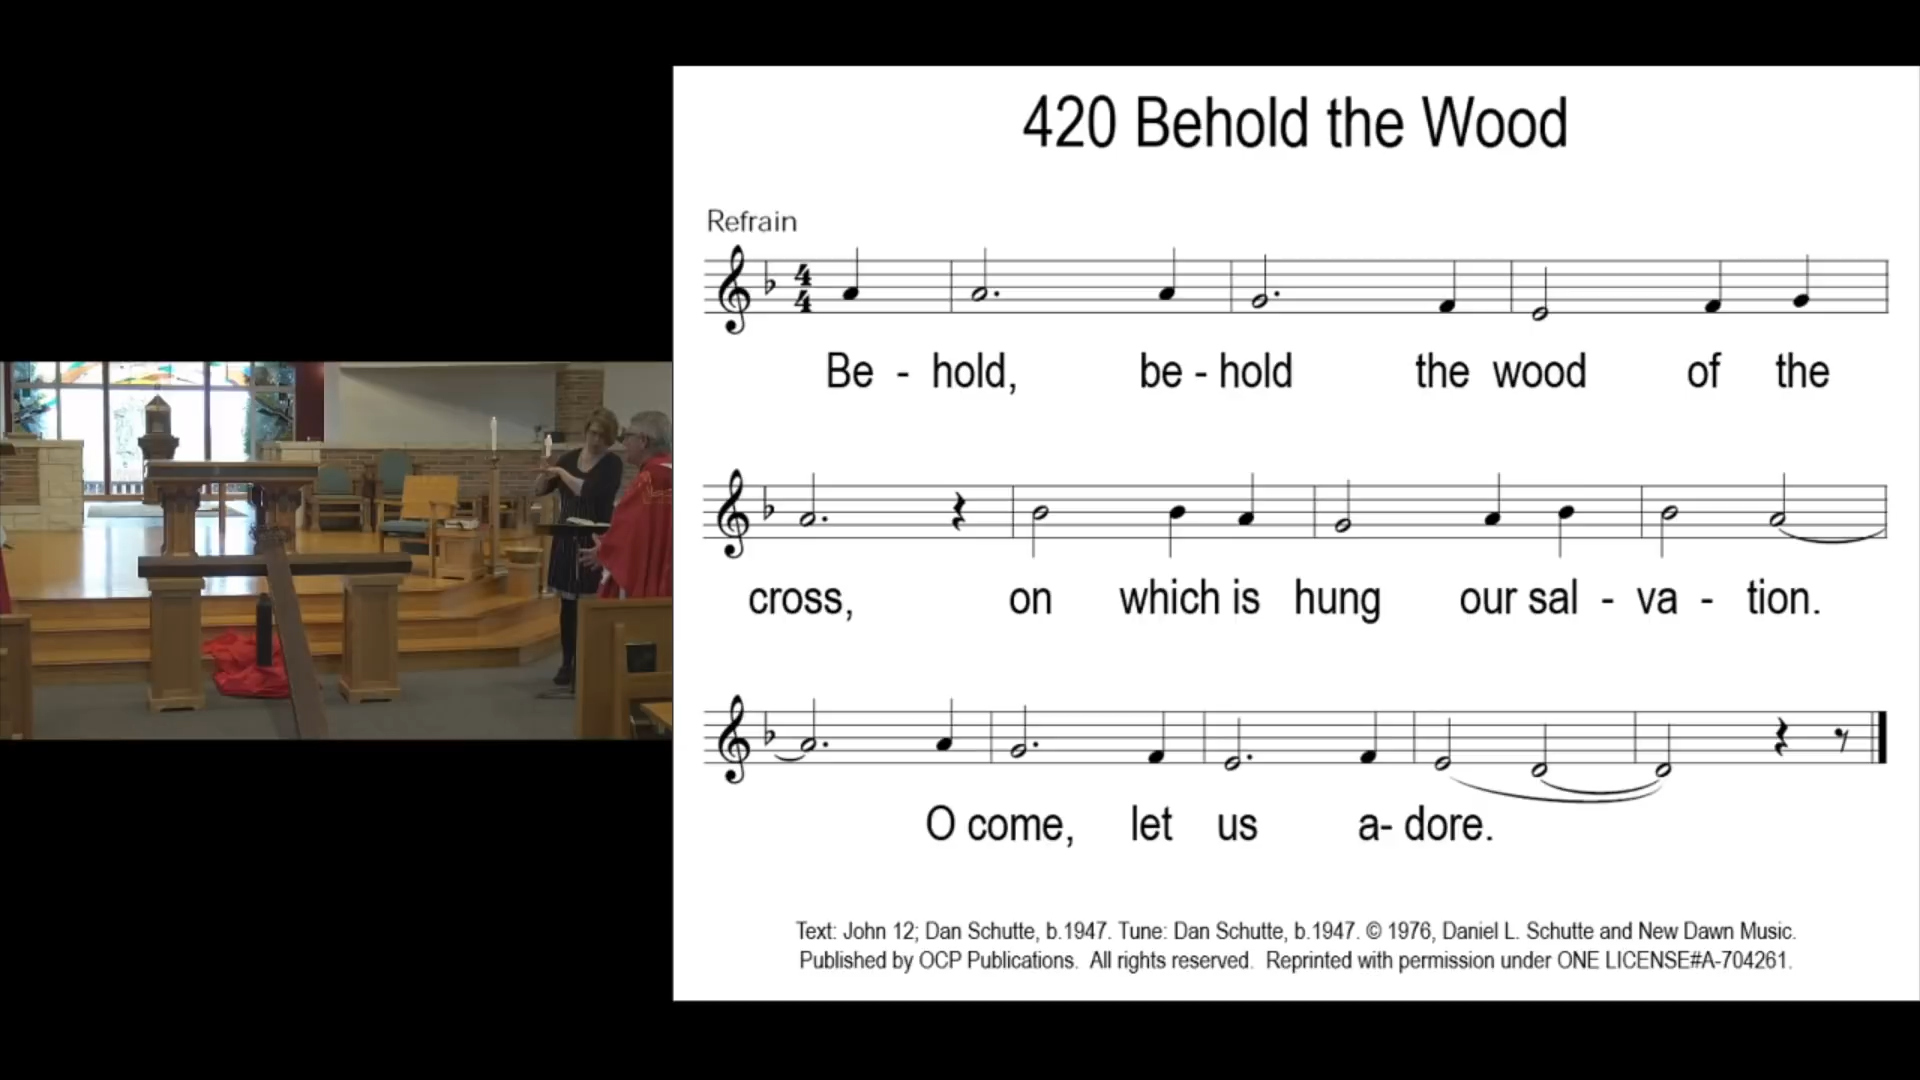 420 Behold the Wood
Refrain
Be - hold, be - hold the wood of the
cross, on which is hung our sal - va - tion.
O come, let us a- dore.
Text: John 12; Dan Schutte, b.1947. Tune: Dan Schutte, b.1947. © 1976, Daniel L. Schutte and New Dawn Music.
Published by OCP Publications. All rights reserved. Reprinted with permission under ONE LICENSE#A-704261.